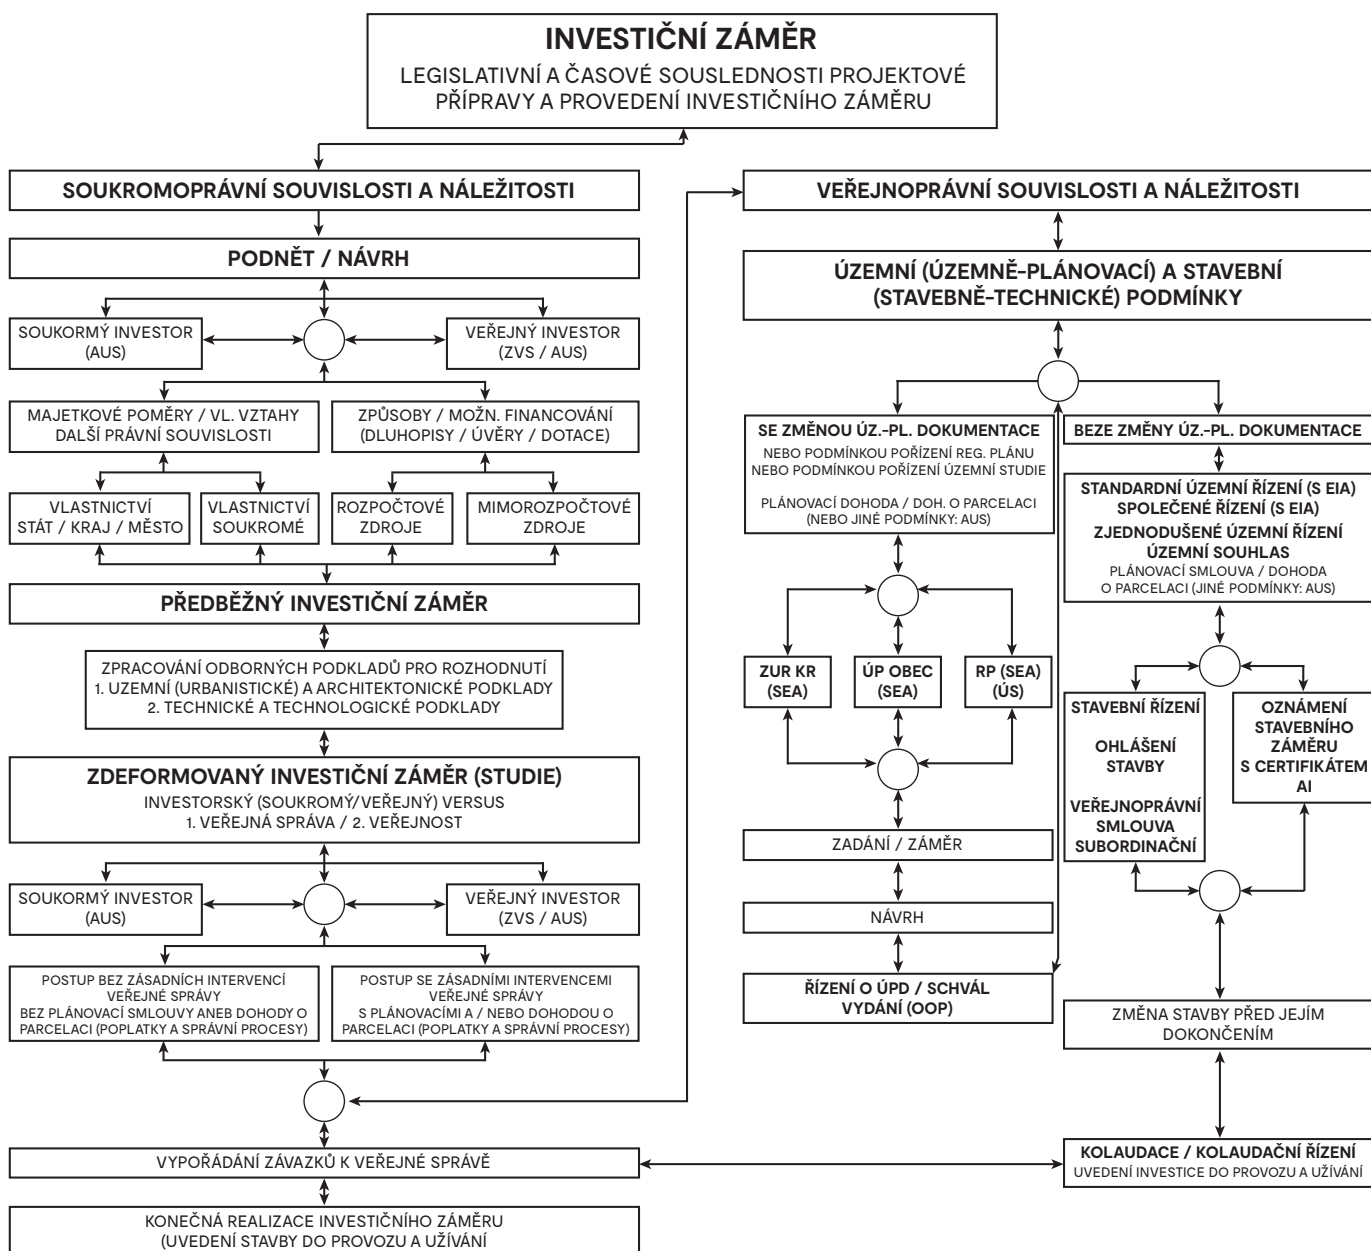 INVESTIČNÍ ZÁMĚR
LEGISLATIVNÍ A ČASOVÉ SOUSLEDNOSTI PROJEKTOVÉ
PŘÍPRAVY A PROVEDENÍ INVESTIČNÍHO ZÁMĚRU
SOUKROMOPRÁVNÍ SOUVISLOSTI A NÁLEŽITOSTI
PODNĚT / NÁVRH
SOUKORMÝ INVESTOR
(AUS)
VEŘEJNÝ INVESTOR
(ZVS / AUS)
MAJETKOVÉ POMĚRY / VL. VZTAHY
DALŠÍ PRÁVNÍ SOUVISLOSTI
ZPŮSOBY / MOŽN. FINANCOVÁNÍ
(DLUHOPISY / ÚVĚRY / DOTACE)
VLASTNICTVÍ
STÁT / KRAJ / MĚSTO
VLASTNICTVÍ
SOUKROMÉ
ROZPOČTOVÉ
ZDROJE
MIMOROZPOČTOVÉ
ZDROJE
PŘEDBĚŽNÝ INVESTIČNÍ ZÁMĚR
ZPRACOVÁNÍ ODBORNÝCH PODKLADŮ PRO ROZHODNUTÍ
1. UZEMNÍ (URBANISTICKÉ) A ARCHITEKTONICKÉ PODKLADY
2. TECHNICKÉ A TECHNOLOGICKÉ PODKLADY
ZDEFORMOVANÝ INVESTIČNÍ ZÁMĚR (STUDIE)
INVESTORSKÝ (SOUKROMÝ/VEŘEJNÝ) VERSUS
1. VEŘEJNÁ SPRÁVA / 2. VEŘEJNOST
SOUKORMÝ INVESTOR
(AUS)
VEŘEJNÝ INVESTOR
(ZVS / AUS)
POSTUP BEZ ZÁSADNÍCH INTERVENCÍ
VEŘEJNÉ SPRÁVY
BEZ PLÁNOVACÍ SMLOUVY ANEB DOHODY O
PARCELACI (POPLATKY A SPRÁVNÍ PROCESY)
POSTUP SE ZÁSADNÍMI INTERVENCEMI
VEŘEJNÉ SPRÁVY
S PLÁNOVACÍMI A / NEBO DOHODOU O
PARCELACI (POPLATKY A SPRÁVNÍ PROCESY)
VYPOŘÁDÁNÍ ZÁVAZKŮ K VEŘEJNÉ SPRÁVĚ
KONEČNÁ REALIZACE INVESTIČNÍHO ZÁMĚRU
(UVEDENÍ STAVBY DO PROVOZU A UŽÍVÁNÍ
VEŘEJNOPRÁVNÍ SOUVISLOSTI A NÁLEŽITOSTI
ÚZEMNÍ (ÚZEMNĚ-PLÁNOVACÍ) A STAVEBNÍ
(STAVEBNĚ-TECHNICKÉ) PODMÍNKY
SE ZMĚNOU ÚZ.-PL. DOKUMENTACE
NEBO PODMÍNKOU POŘÍZENÍ REG. PLÁNU
NEBO PODMÍNKOU POŘÍZENÍ ÚZEMNÍ STUDIE
PLÁNOVACÍ DOHODA / DOH. O PARCELACI
(NEBO JINÉ PODMÍNKY: AUS)
ZUR KR
(SEA)
ÚP OBEC
(SEA)
RP (SEA)
(ÚS)
ZADÁNÍ / ZÁMĚR
NÁVRH
ŘÍZENÍ O ÚPD / SCHVÁL
VYDÁNÍ (OOP)
BEZE ZMĚNY ÚZ.-PL. DOKUMENTACE
STANDARDNÍ ÚZEMNÍ ŘÍZENÍ (S EIA)
SPOLEČENÉ ŘÍZENÍ (S EIA)
ZJEDNODUŠENÉ ÚZEMNÍ ŘÍZENÍ
ÚZEMNÍ SOUHLAS
PLÁNOVACÍ SMLOUVA / DOHODA
O PARCELACI (JINÉ PODMÍNKY: AUS)
STAVEBNÍ ŘÍZENÍ
OHLÁŠENÍ
STAVBY
VEŘEJNOPRÁVNÍ
SMLOUVA
SUBORDINAČNÍ
OZNÁMENÍ
STAVEBNÍHO
ZÁMĚRU
S CERTIFIKÁTEM
AI
ZMĚNA STAVBY PŘED JEJÍM
DOKONČENÍM
KOLAUDACE / KOLAUDAČNÍ ŘÍZENÍ
UVEDENÍ INVESTICE DO PROVOZU A UŽÍVÁNÍ